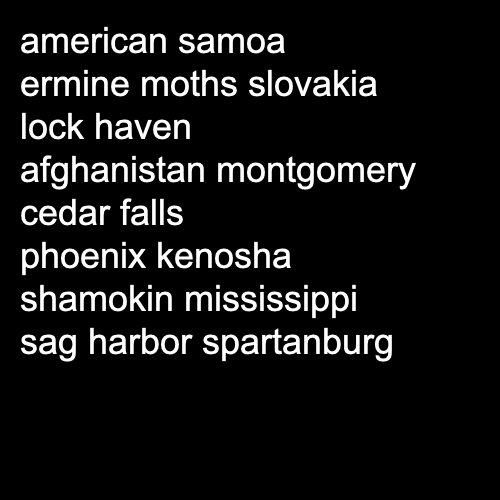 american samoa
ermine moths slovakia
lock haven
afghanistan montgomery
cedar falls
phoenix kenosha
shamokin mississippi
sag harbor spartanburg